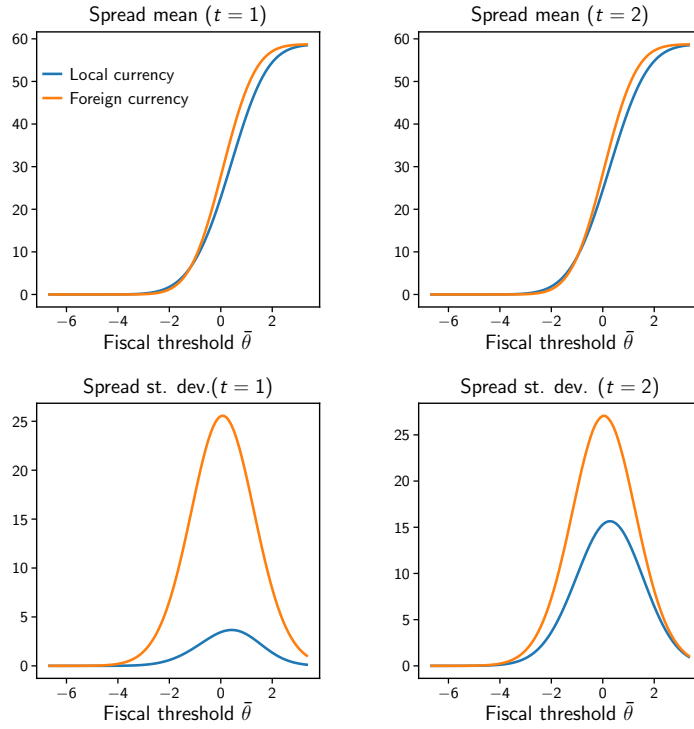 Spread mean (t = 1)
60
50
40
30
20
10
0
Local currency
Foreign currency
−6 −4 −2 0 2
Fiscal threshold θ̄
Spread mean (t = 2)
60
50
40
30
20
10
0
−6 −4 −2 0 2
Fiscal threshold θ̄
Spread st. dev.(t = 1)
25
20
15
10
5
0
−6 −4 −2 0 2
Fiscal threshold θ̄
Spread st. dev. (t = 2)
25
20
15
10
5
0
−6 −4 −2 0 2
Fiscal threshold θ̄